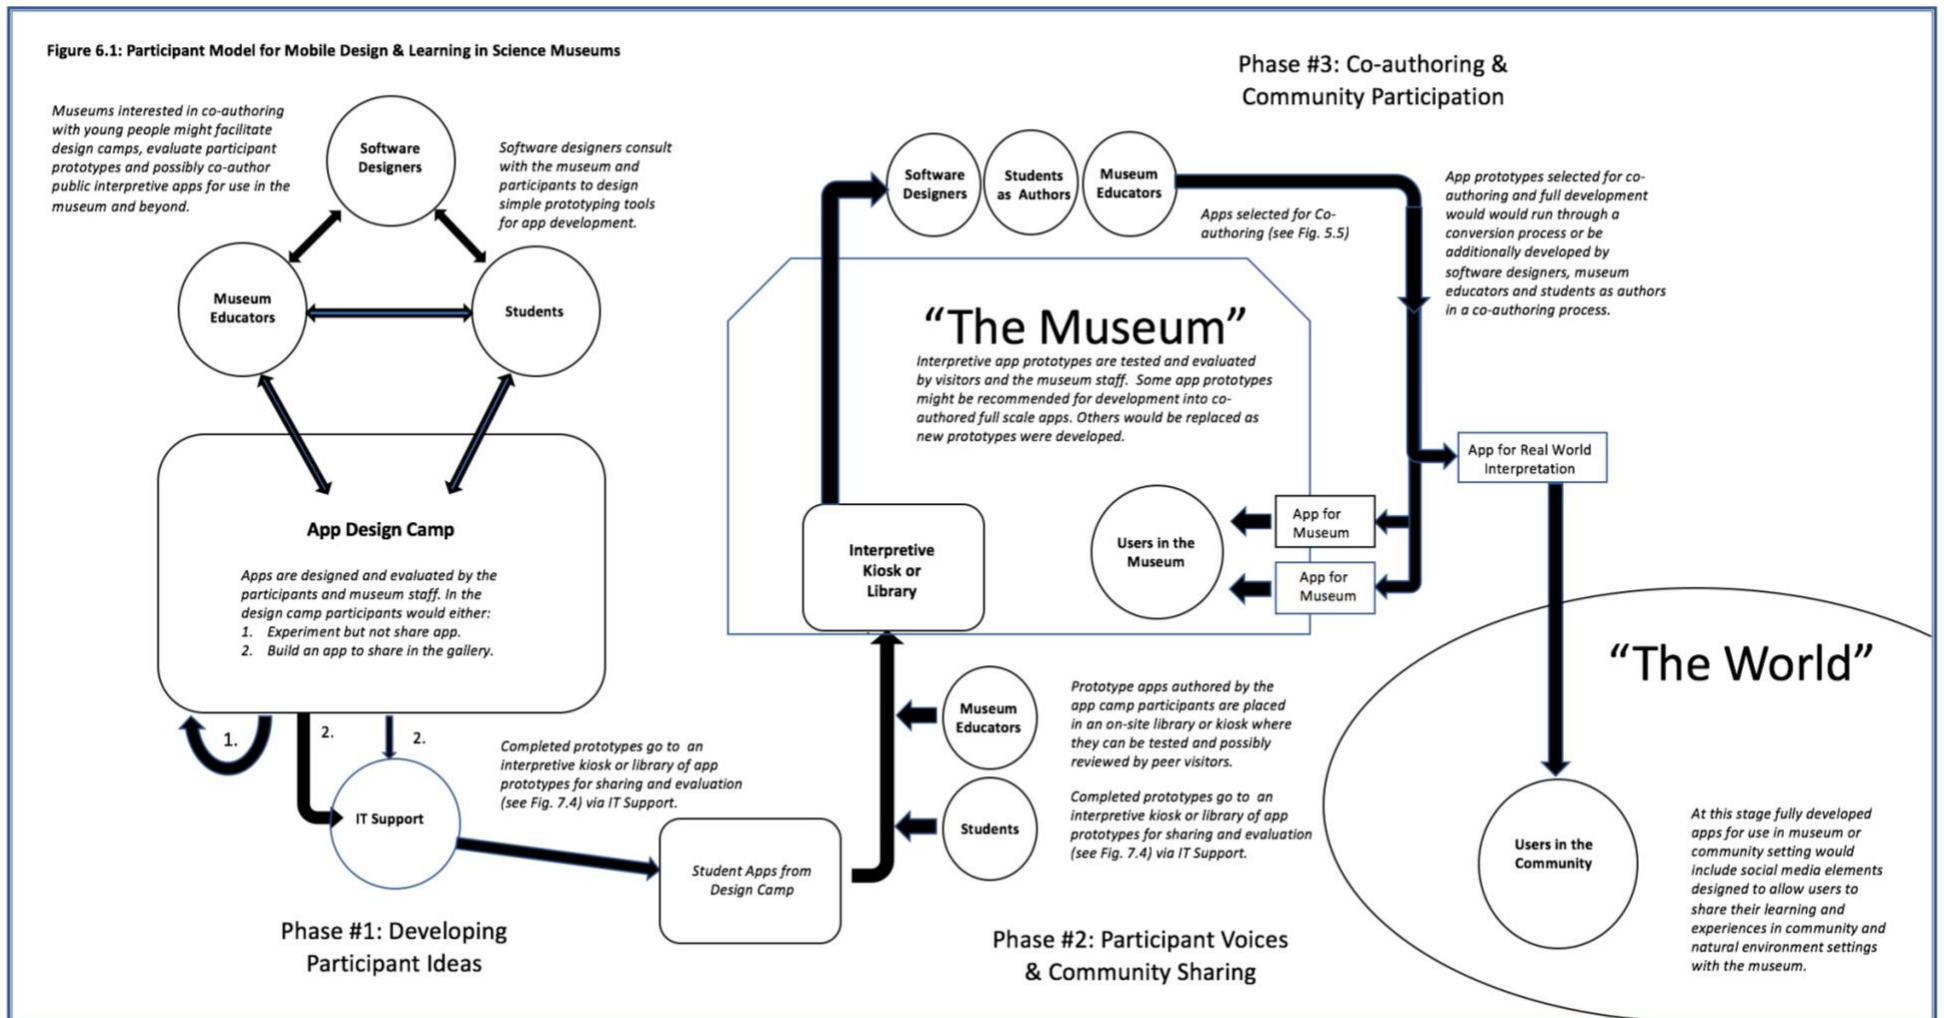 Figure 6.1: Participant Model for Mobile Design & Learning in Science Museums
Museums interested in co-authoring
with young people might facilitate
design camps, evaluate participant
prototypes and possibly co-author
public interpretive apps for use in the
museum and beyond.
Software
Designers
Software designers consult
with the museum and
participants to design
simple prototyping tools
for app development.
Museum
Educators
Students
App Design Camp
Apps are designed and evaluated by the
participants and museum staff. In the
design camp participants would either:
1. Experiment but not share app.
2. Build an app to share in the gallery.
1.
2.
2.
IT Support
Completed prototypes go to an
interpretive kiosk or library of app
prototypes for sharing and evaluation
(see Fig. 7.4) via IT Support.
Student Apps from
Design Camp
Phase #1: Developing
Participant Ideas
Phase #3: Co-authoring &
Community Participation
Software
Designers
Students
as Authors
Museum
Educators
Apps selected for Co-
authoring (see Fig. 5.5)
App prototypes selected for co-
authoring and full development
would would run through a
conversion process or be
additionally developed by
software designers, museum
educators and students as authors
in a co-authoring process.
“The Museum”
Interpretive app prototypes are tested and evaluated
by visitors and the museum staff. Some app prototypes
might be recommended for development into co-
authored full scale apps. Others would be replaced as
new prototypes were developed.
Interpretive
Kiosk or
Library
Users in the
Museum
App for
Museum
App for
Museum
App for Real World
Interpretation
Museum
Educators
Students
Prototype apps authored by the
app camp participants are placed
in an on-site library or kiosk where
they can be tested and possibly
reviewed by peer visitors.
Completed prototypes go to an
interpretive kiosk or library of app
prototypes for sharing and evaluation
(see Fig. 7.4) via IT Support.
Phase #2: Participant Voices
& Community Sharing
“The World”
Users in the
Community
At this stage fully developed
apps for use in museum or
community setting would
include social media elements
designed to allow users to
share their learning and
experiences in community and
natural environment settings
with the museum.